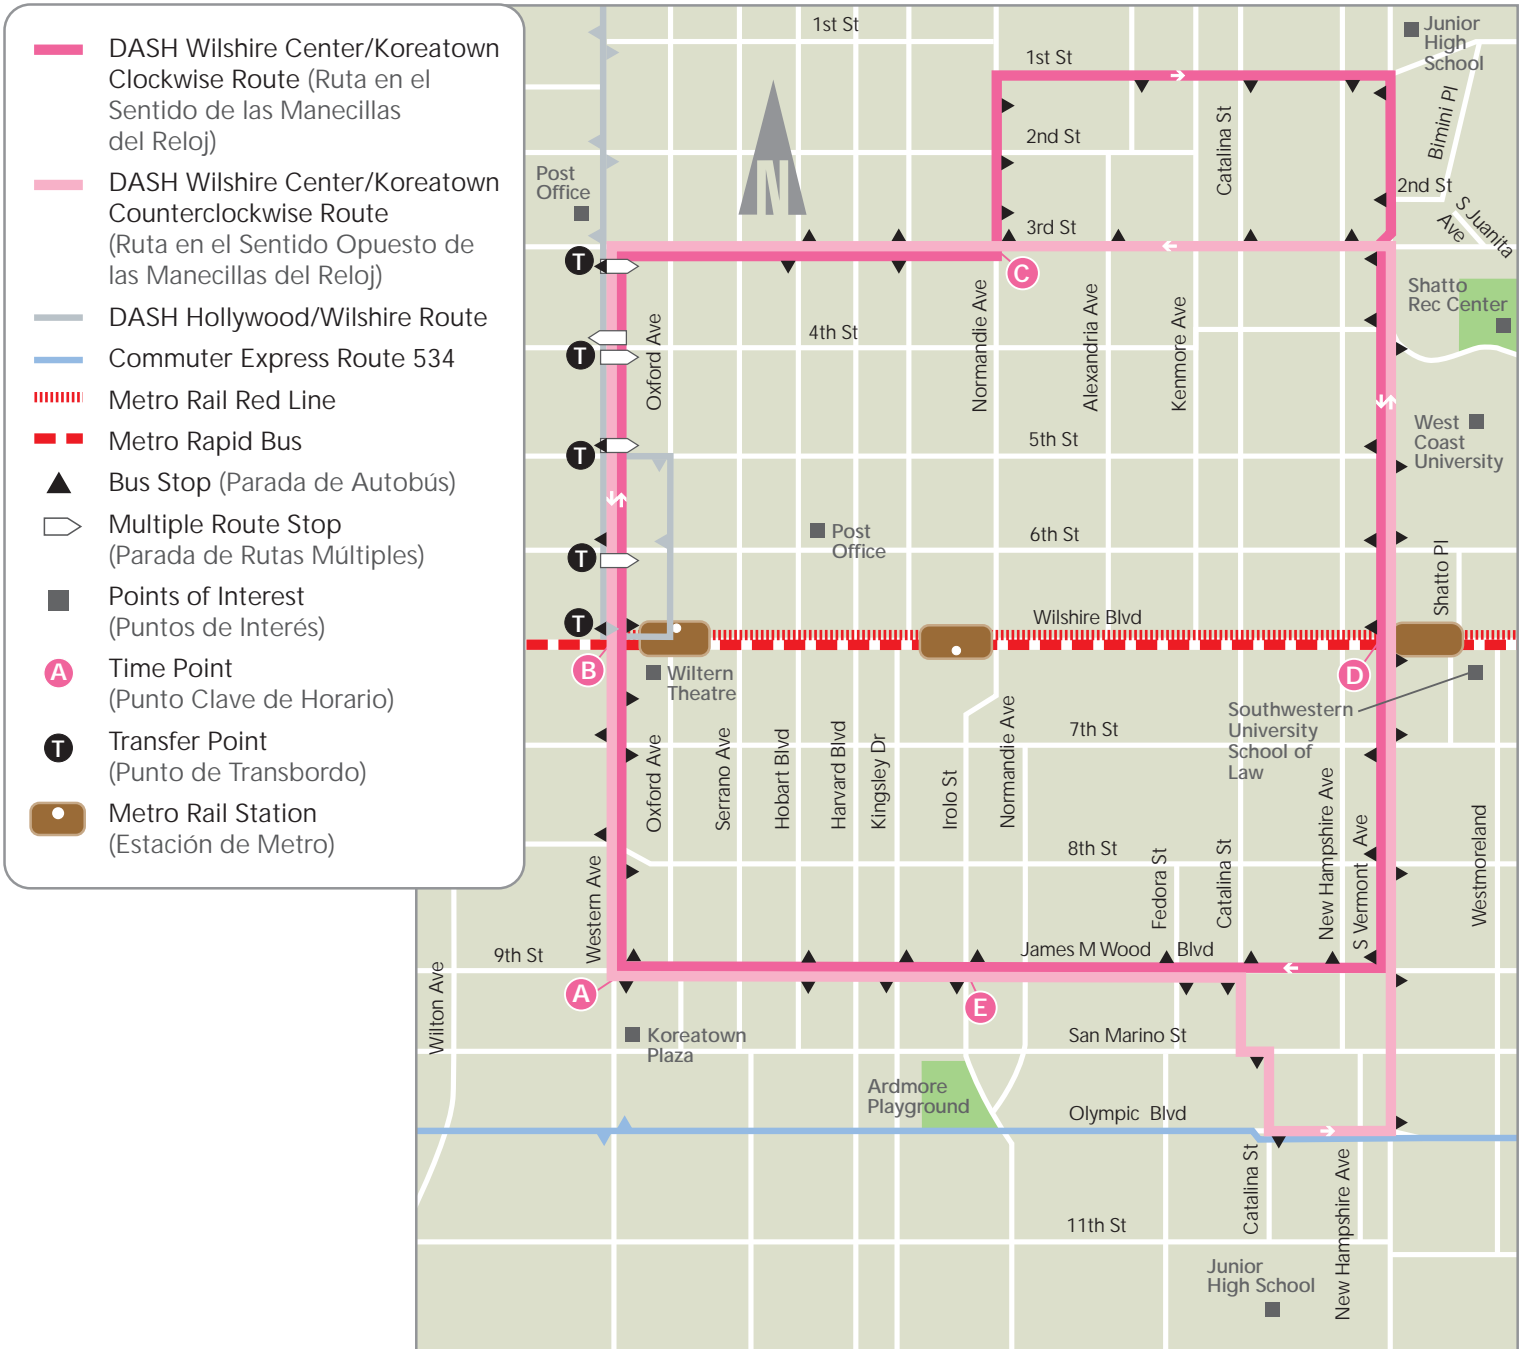 DASH Wilshire Center/Koreatown
Clockwise Route (Ruta en el
Sentido de las Manecillas
del Reloj)
DASH Wilshire Center/Koreatown
Counterclockwise Route
(Ruta en el Sentido Opuesto de
las Manecillas del Reloj)
DASH Hollywood/Wilshire Route
Commuter Express Route 534
Metro Rail Red Line
Metro Rapid Bus
Bus Stop (Parada de Autobús)
Multiple Route Stop
(Parada de Rutas Múltiples)
Points of Interest
(Puntos de Interés)
A Time Point
(Punto Clave de Horario)
T Transfer Point
(Punto de Transbordo)
Metro Rail Station
(Estación de Metro)
1st St
1st St
Junior
High
School
Bimini Pl
2nd St
Catalina St
N
Post
Office
2nd St
S Juanita
Ave
3rd St
T
C
Shatto
Rec Center
Oxford Ave
4th St
Normandie Ave
Alexandria Ave
Kenmore Ave
T
West
Coast
University
5th St
T
Post
Office
6th St
T
Shatto Pl
Wilshire Blvd
T
B
Wiltern
Theatre
D
Southwestern
University
School of
Law
7th St
Oxford Ave
Serrano Ave
Hobart Blvd
Harvard Blvd
Kingsley Dr
Irolo St
Normandie Ave
8th St
Western Ave
Fedora St
Catalina St
New Hampshire Ave
S Vermont Ave
Westmoreland
9th St
James M Wood Blvd
Wilton Ave
A
E
Koreatown
Plaza
San Marino St
Ardmore
Playground
Olympic Blvd
Catalina St
New Hampshire Ave
11th St
Junior
High School